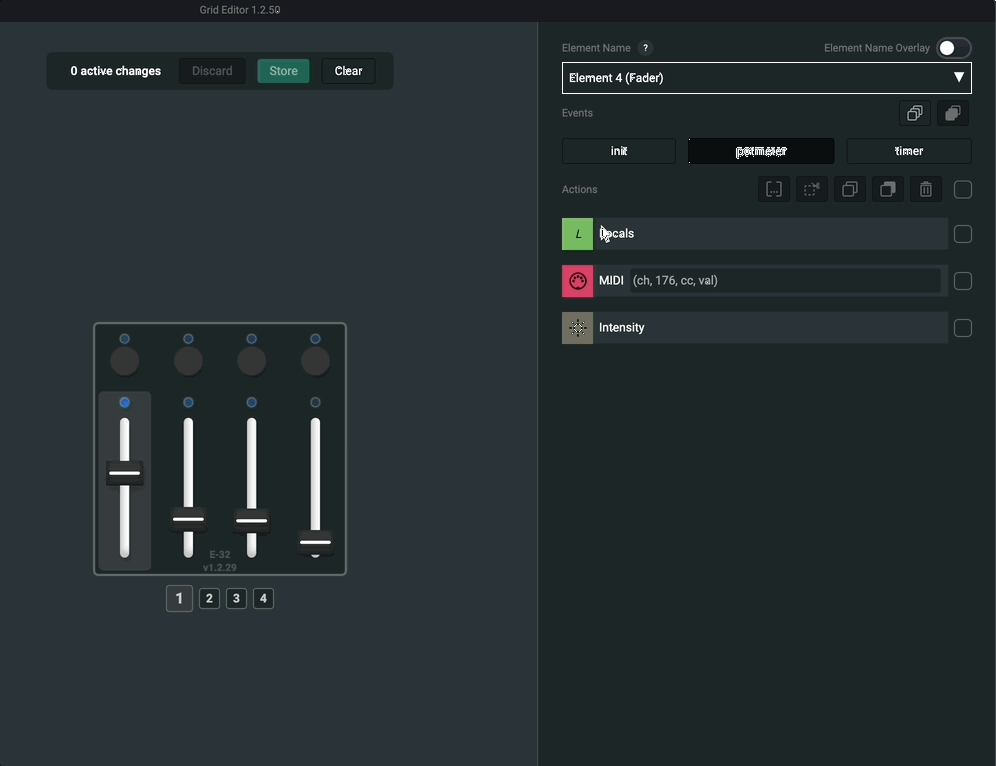 Grid Editor 1.2.50
0 active changes
Discard
Store
Clear
Element Name ?
Element Name Overlay
Element 4 (Fader)
Events
init
timer
Actions
L
Locals
MIDI (ch, 176, cc, val)
Intensity
E-32
v1.2.29
1 2 3 4